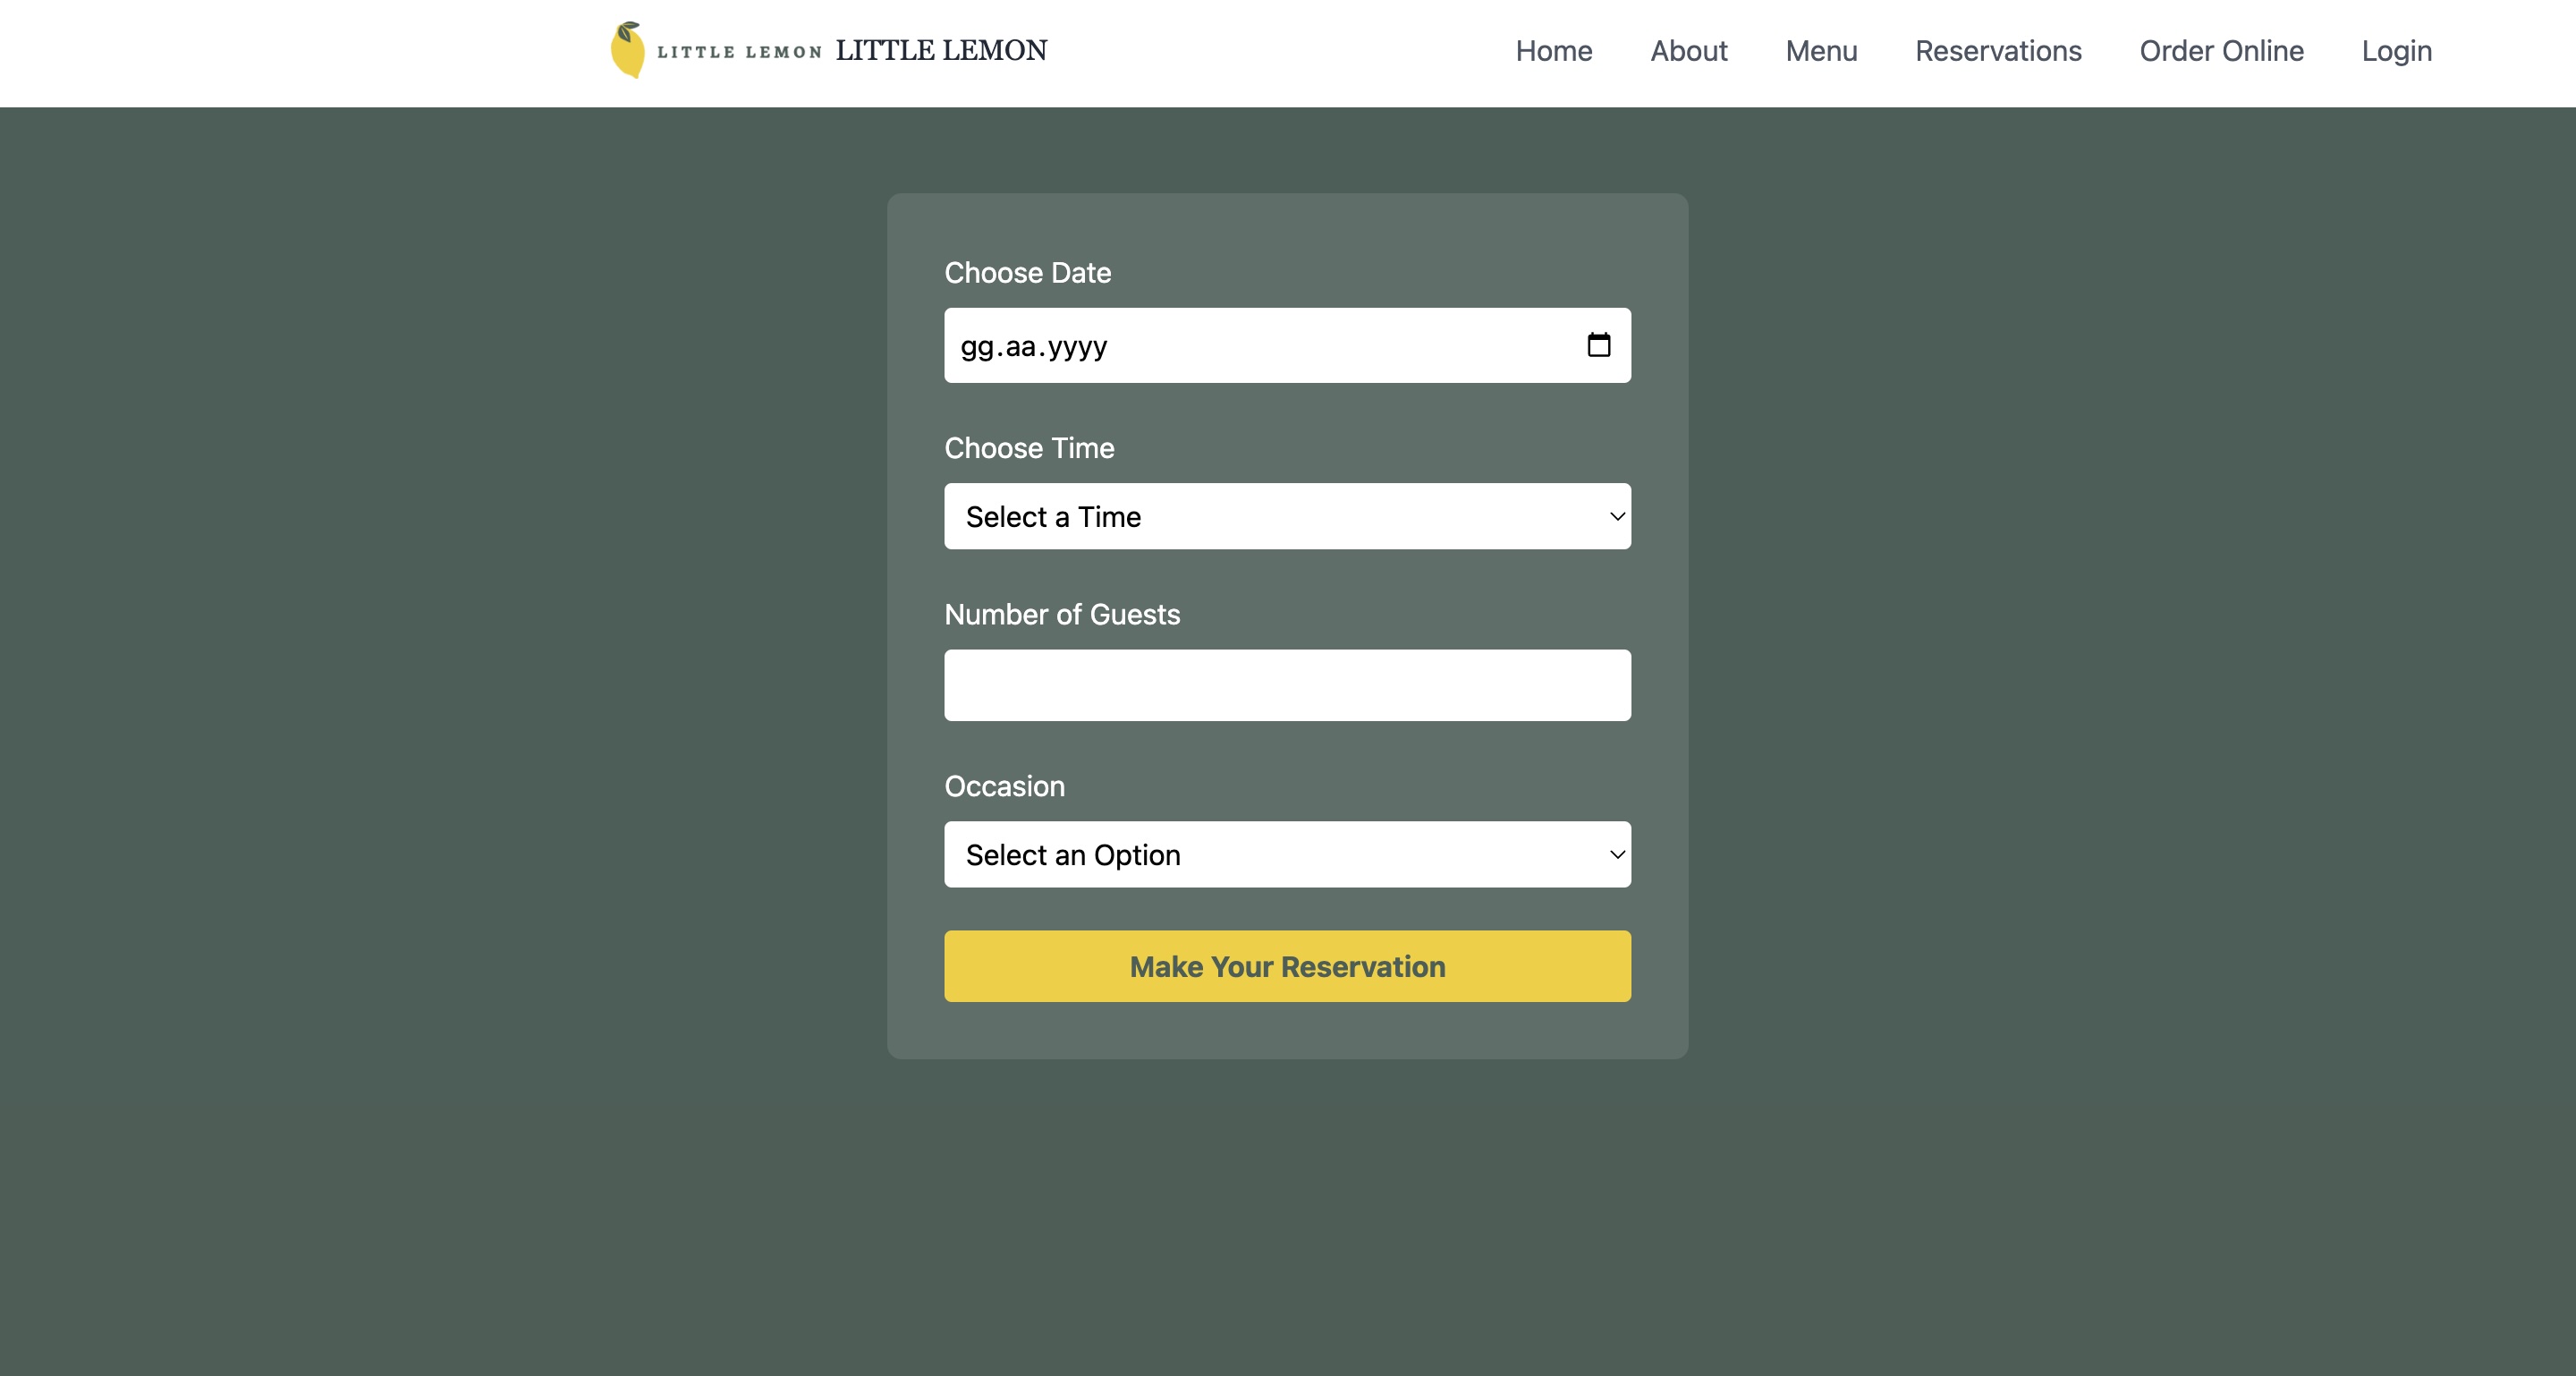 LITTLE LEMON LITTLE LEMON Home About Menu Reservations Order Online Login
Choose Date
gg.aa.yyyy
Choose Time
Select a Time
Number of Guests
Occasion
Select an Option
Make Your Reservation